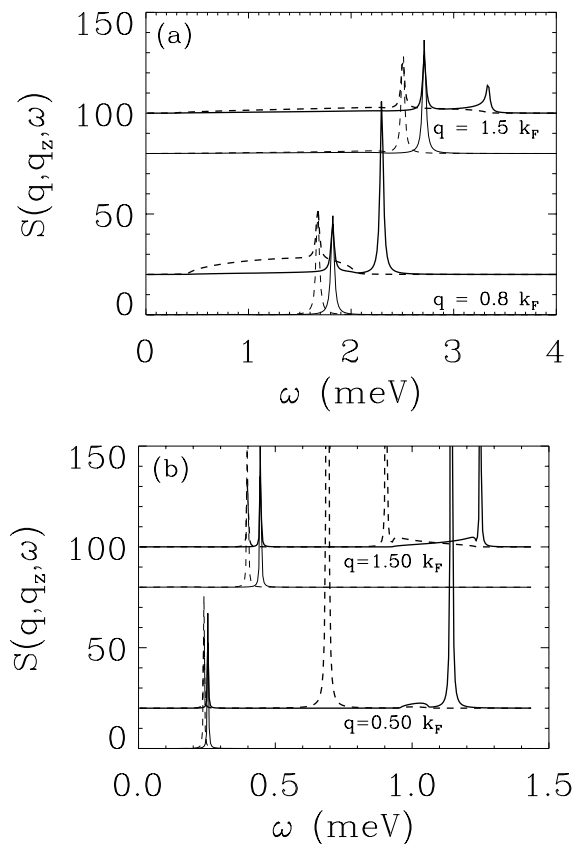 (a)
150
100
50
0
S(q,q_z,ω)
q = 1.5 k_F
q = 0.8 k_F
0 1 2 3 4
ω (meV)
(b)
150
100
50
0
S(q,q_z,ω)
q=1.50 k_F
q=0.50 k_F
0.0 0.5 1.0 1.5
ω (meV)